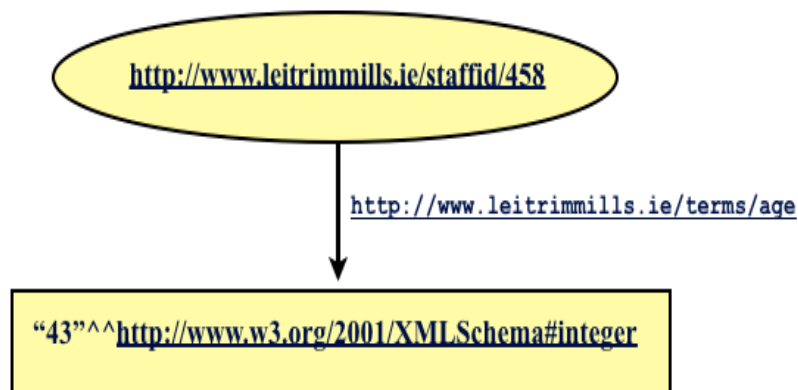 http://www.leitrimmills.ie/staffid/458
http://www.leitrimmills.ie/terms/age
“43”^^http://www.w3.org/2001/XMLSchema#integer